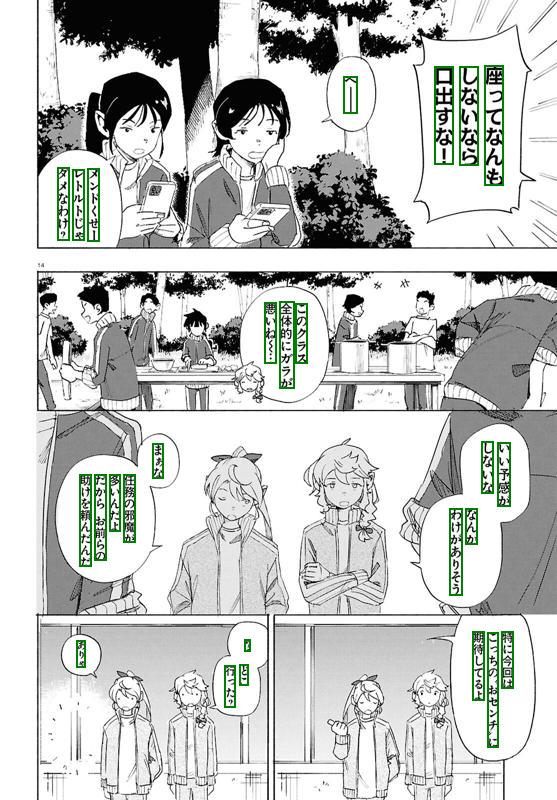 座ってなんも
しないなら
口出すな！
へー
メンドくせー
レトルトじゃ
ダメなわけ？
14
このクラス
全体的にガラが
悪いね〜…
いい予感が
しないな
なんか
わけがありそう
まぁな
任務の邪魔が
多いんだよ
だから お前らの
助けを頼んだんだ
特に今回は
こっちの“おセンチ”に
期待してるよ
？
どこ
行った？
ありゃ